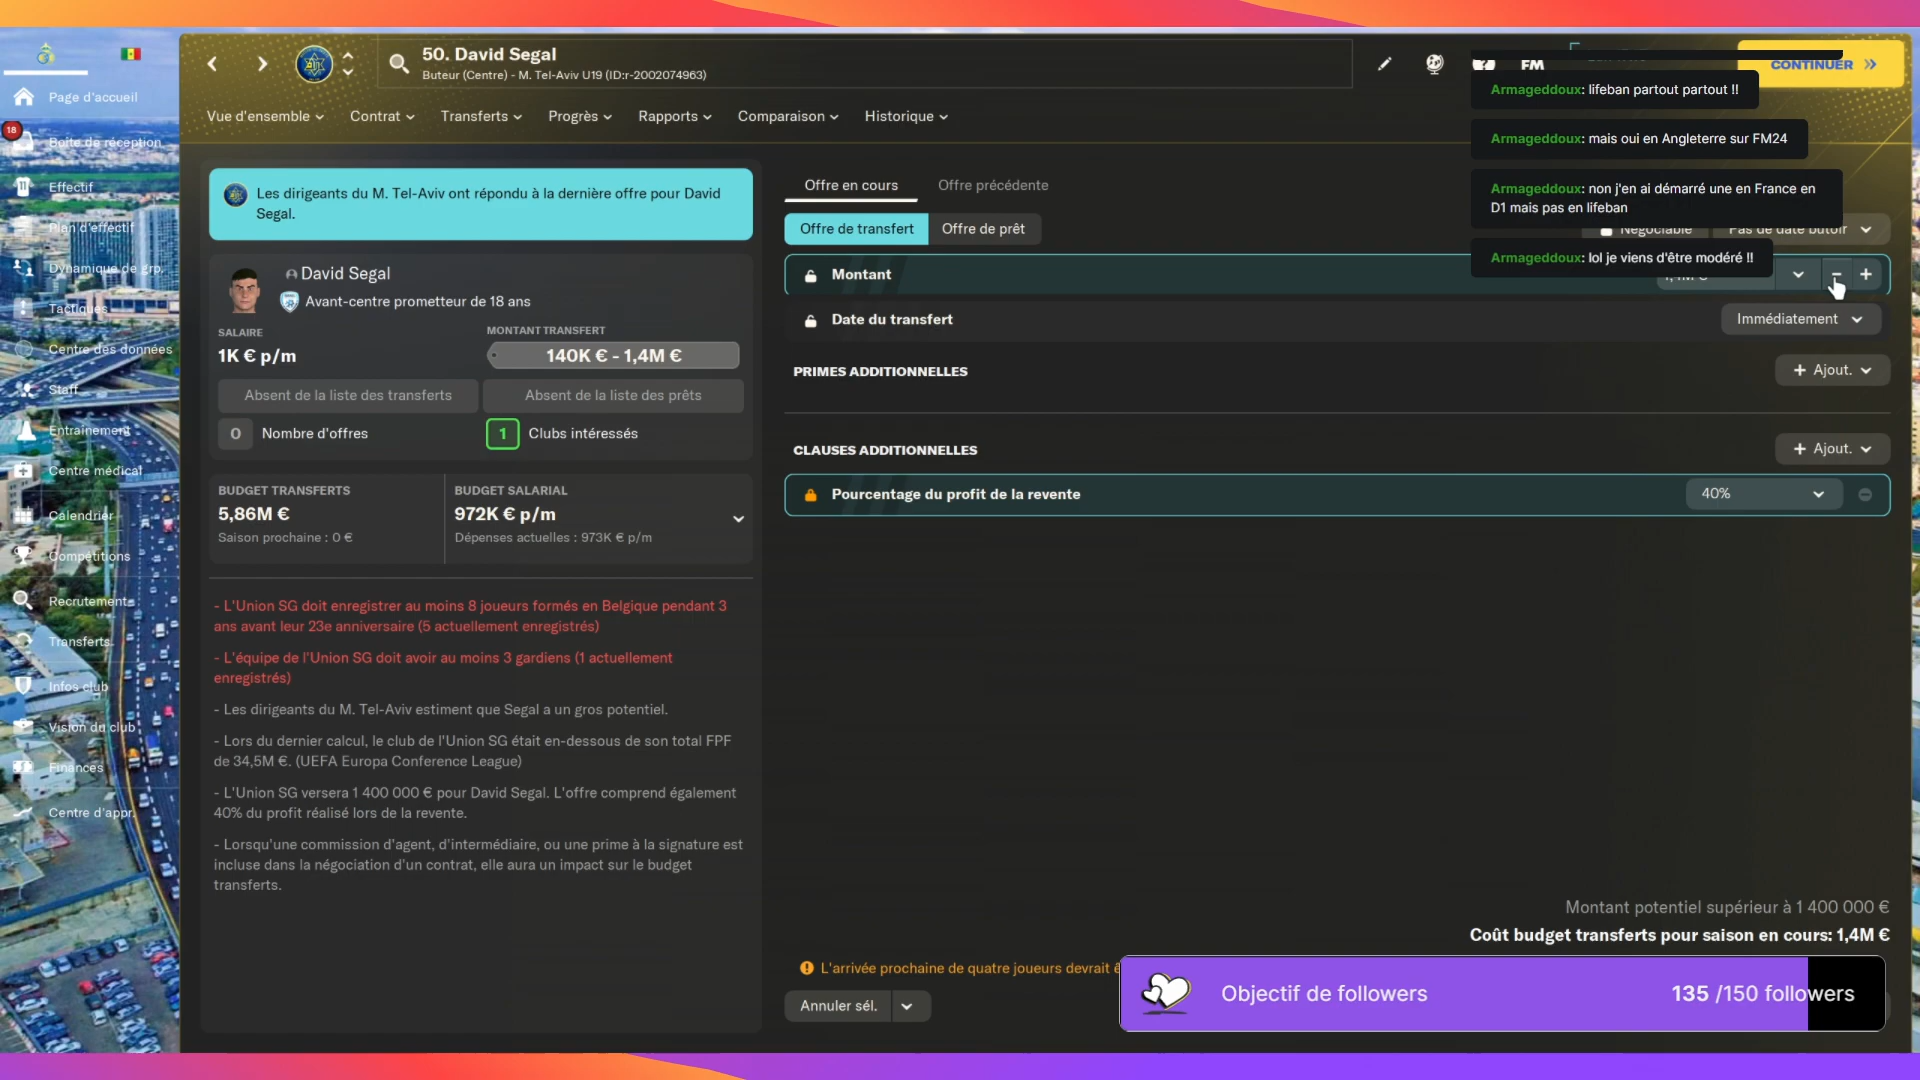 50. David Segal
Buteur (Centre) - M. Tel-Aviv U19 (ID:r-2002074963)
FM
CONTINUER
Vue d'ensemble
Contrat
Transferts
Progrès
Rapports
Comparaison
Historique
Page d'accueil
18
Boîte de réception
Effectif
Plan d'effectif
Dynamique de grp.
Tactiques
Centre des données
Staff
Entraînement
Centre médical
Calendrier
Compétitions
Recrutement
Transferts
Infos club
Vision du club
Finances
Centre d'appr.
Les dirigeants du M. Tel-Aviv ont répondu à la dernière offre pour David
Segal.
David Segal
Avant-centre prometteur de 18 ans
SALAIRE
1K € p/m
MONTANT TRANSFERT
140K € - 1,4M €
Absent de la liste des transferts
Absent de la liste des prêts
0 Nombre d'offres
1 Clubs intéressés
BUDGET TRANSFERTS
5,86M €
Saison prochaine : 0 €
BUDGET SALARIAL
972K € p/m
Dépenses actuelles : 973K € p/m
- L'Union SG doit enregistrer au moins 8 joueurs formés en Belgique pendant 3
ans avant leur 23e anniversaire (5 actuellement enregistrés)
- L'équipe de l'Union SG doit avoir au moins 3 gardiens (1 actuellement
enregistrés)
- Les dirigeants du M. Tel-Aviv estiment que Segal a un gros potentiel.
- Lors du dernier calcul, le club de l'Union SG était en-dessous de son total FPF
de 34,5M €. (UEFA Europa Conference League)
- L'Union SG versera 1 400 000 € pour David Segal. L'offre comprend également
40% du profit réalisé lors de la revente.
- Lorsqu'une commission d'agent, d'intermédiaire, ou une prime à la signature est
incluse dans la négociation d'un contrat, elle aura un impact sur le budget
transferts.
Offre en cours
Offre précédente
Offre de transfert
Offre de prêt
Négociable
Pas de date butoir
Montant
Date du transfert
Immédiatement
PRIMES ADDITIONNELLES
+ Ajout.
CLAUSES ADDITIONNELLES
+ Ajout.
Pourcentage du profit de la revente
40%
Armageddoux: lifeban partout partout !!
Armageddoux: mais oui en Angleterre sur FM24
Armageddoux: non j'en ai démarré une en France en
D1 mais pas en lifeban
Armageddoux: lol je viens d'être modéré !!
Montant potentiel supérieur à 1 400 000 €
Coût budget transferts pour saison en cours: 1,4M €
L'arrivée prochaine de quatre joueurs devrait
Annuler sél.
Objectif de followers
135 /150 followers